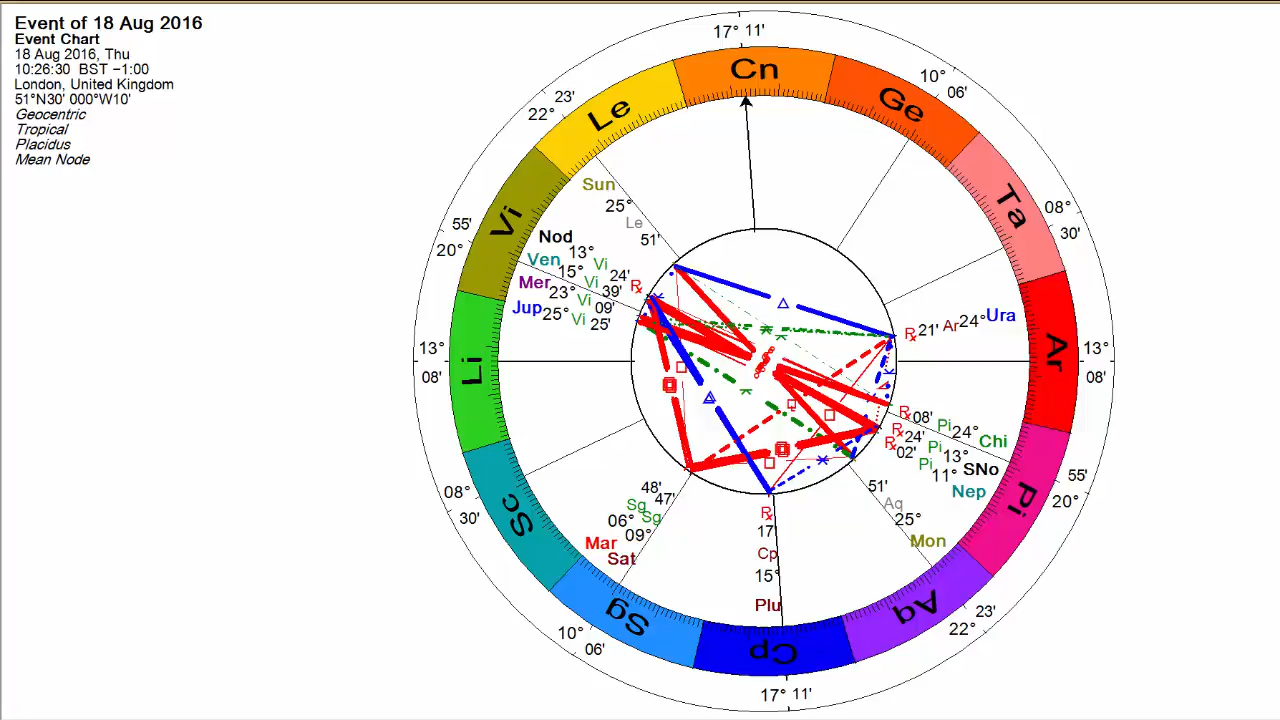 Event of 18 Aug 2016
Event Chart
18 Aug 2016, Thu
10:26:30 BST −1:00
London, United Kingdom
51°N30' 000°W10'
Geocentric
Tropical
Placidus
Mean Node
17° 11'
10° 06'
08° 30'
13° 08'
55' 20°
23' 22°
17° 11'
10° 06'
08° 30'
13° 08'
55' 20°
22° 23'
Cn
Ge
Ta
Ar
Pi
Aq
Cp
Sg
Sc
Li
Vi
Le
Sun 25° Le 51'
Nod 13° Vi 24' ℞
Ven 15° Vi 39'
Mer 23° Vi 09'
Jup 25° Vi 25'
℞ 21' Ar 24° Ura
℞ 08' Pi 24° Chi
℞ 24' Pi 13° SNo
℞ 02' Pi 11° Nep
51' Aq 25° Mon
℞ 17' Cp 15° Plu
48' Sg 06° Mar
47' Sg 09° Sat